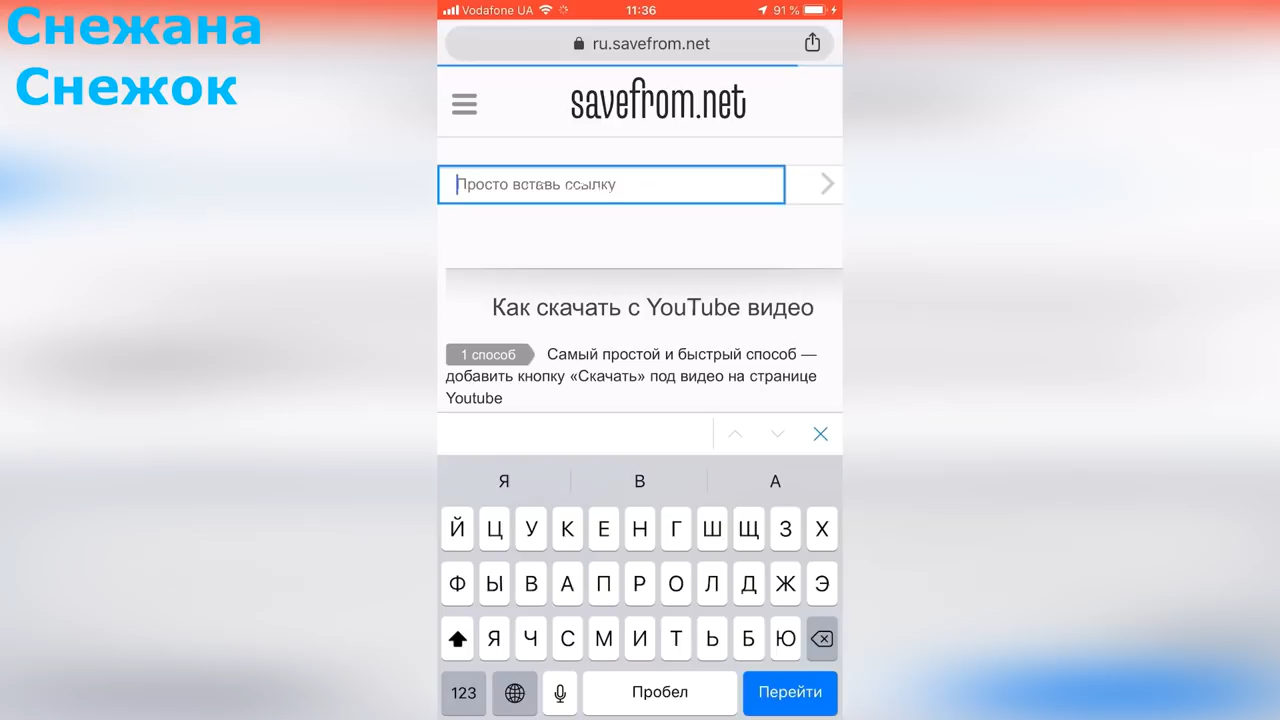 Снежана
Снежок
Vodafone UA 11:36 91 %
ru.savefrom.net
savefrom.net
Просто вставь ссылку
Как скачать с YouTube видео
1 способ Самый простой и быстрый способ —
добавить кнопку «Скачать» под видео на странице
Youtube
Я В А
Й Ц У К Е Н Г Ш Щ З Х
Ф Ы В А П Р О Л Д Ж Э
Я Ч С М И Т Ь Б Ю
123 Пробел Перейти